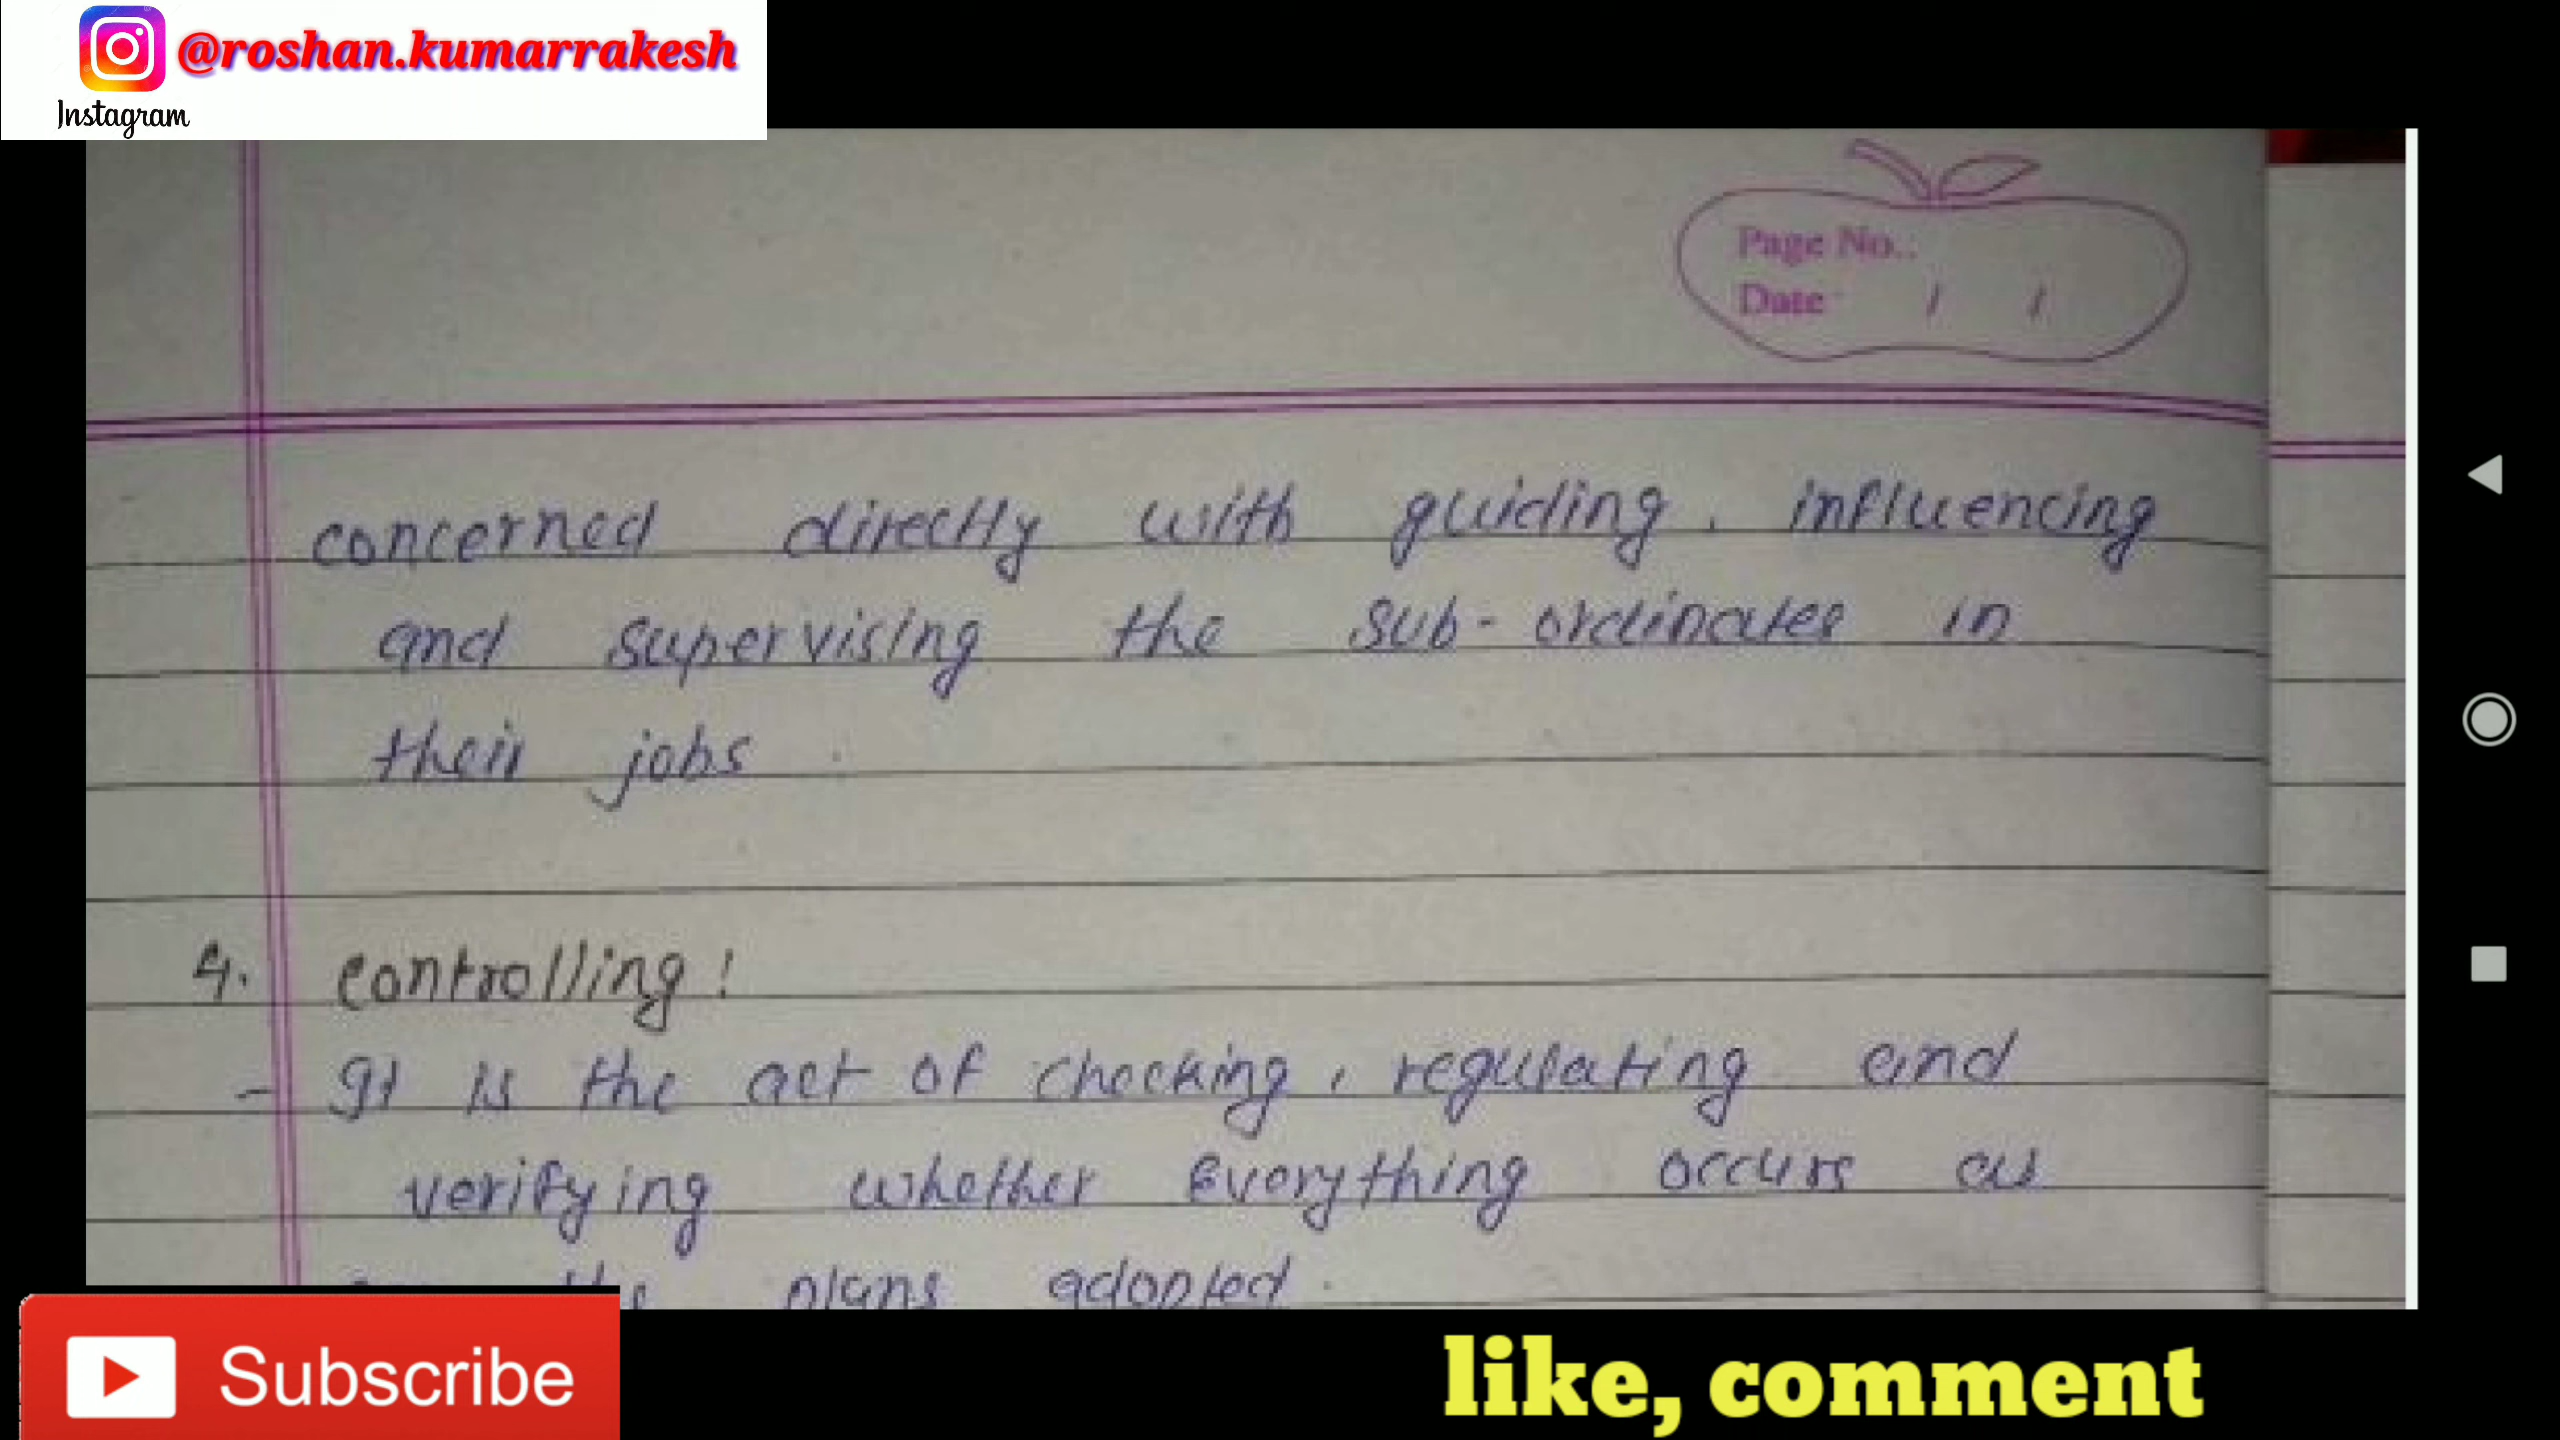 @roshan.kumarrakesh
Instagram
Page No.:
Date / /
concerned directly with guiding, influencing
and supervising the sub-ordinates in
their jobs
4. controlling!
- It is the act of checking, regulating and
verifying whether Everything occurs as
plans adopted.
Subscribe
like, comment